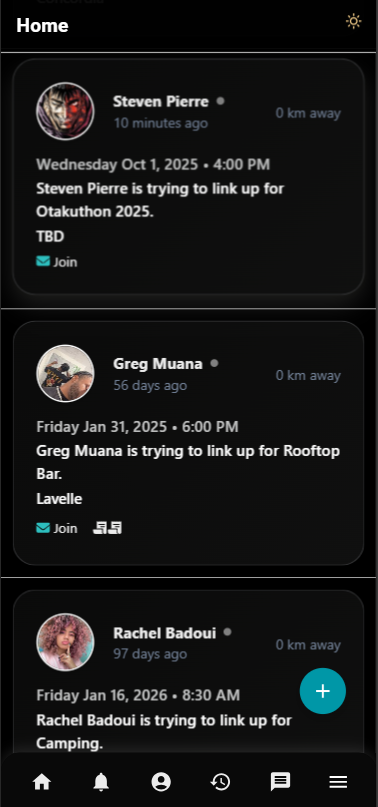 Home
Steven Pierre
10 minutes ago
0 km away
Wednesday Oct 1, 2025 • 4:00 PM
Steven Pierre is trying to link up for
Otakuthon 2025.
TBD
Join
Greg Muana
56 days ago
0 km away
Friday Jan 31, 2025 • 6:00 PM
Greg Muana is trying to link up for Rooftop
Bar.
Lavelle
Join
Rachel Badoui
97 days ago
0 km away
Friday Jan 16, 2026 • 8:30 AM
Rachel Badoui is trying to link up for
Camping.